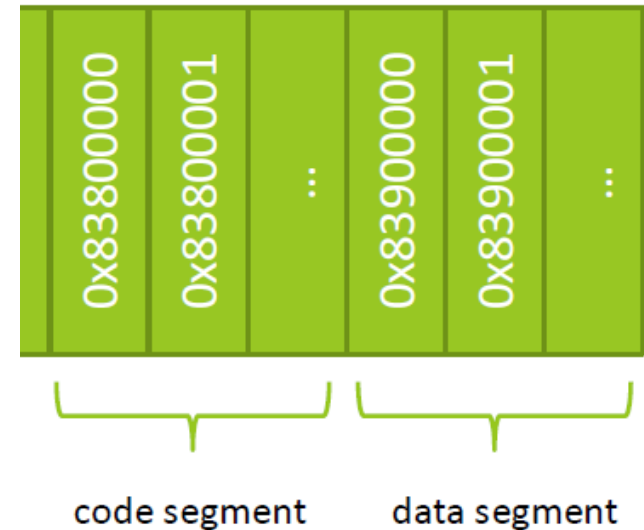 0x83800000
0x83800001
...
0x83900000
0x83900001
...
code segment
data segment